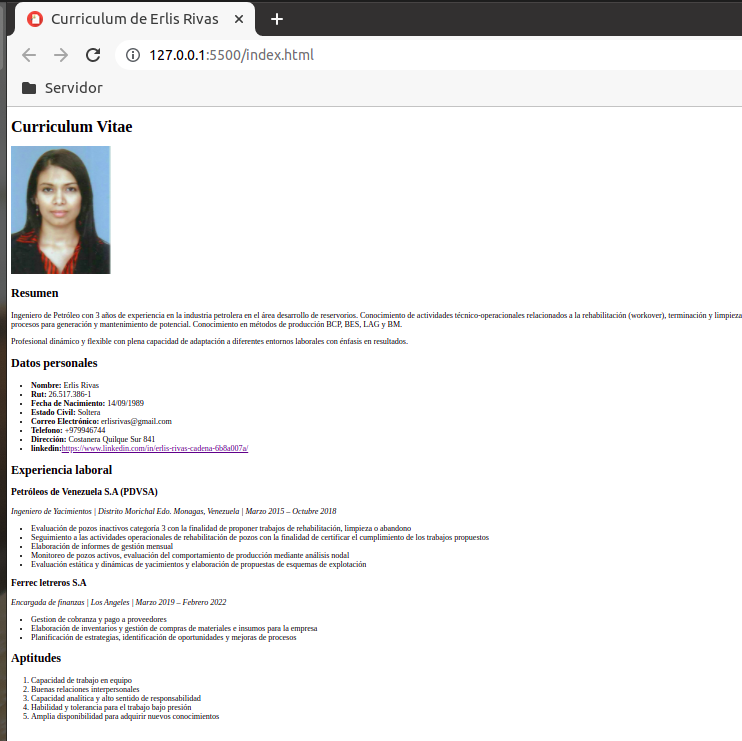 Curriculum de Erlis Rivas
127.0.0.1:5500/index.html
Servidor
Curriculum Vitae
Resumen
Ingeniero de Petróleo con 3 años de experiencia en la industria petrolera en el área desarrollo de reservorios. Conocimiento de actividades técnico-operacionales relacionados a la rehabilitación (workover), terminación y limpieza
procesos para generación y mantenimiento de potencial. Conocimiento en métodos de producción BCP, BES, LAG y BM.
Profesional dinámico y flexible con plena capacidad de adaptación a diferentes entornos laborales con énfasis en resultados.
Datos personales
Nombre: Erlis Rivas
Rut: 26.517.386-1
Fecha de Nacimiento: 14/09/1989
Estado Civil: Soltera
Correo Electrónico: erlisrivas@gmail.com
Telefono: +979946744
Dirección: Costanera Quilque Sur 841
linkedin:https://www.linkedin.com/in/erlis-rivas-cadena-6b8a007a/
Experiencia laboral
Petróleos de Venezuela S.A (PDVSA)
Ingeniero de Yacimientos | Distrito Morichal Edo. Monagas, Venezuela | Marzo 2015 – Octubre 2018
Evaluación de pozos inactivos categoría 3 con la finalidad de proponer trabajos de rehabilitación, limpieza o abandono
Seguimiento a las actividades operacionales de rehabilitación de pozos con la finalidad de certificar el cumplimiento de los trabajos propuestos
Elaboración de informes de gestión mensual
Monitoreo de pozos activos, evaluación del comportamiento de producción mediante análisis nodal
Evaluación estática y dinámicas de yacimientos y elaboración de propuestas de esquemas de explotación
Ferrec letreros S.A
Encargada de finanzas | Los Angeles | Marzo 2019 – Febrero 2022
Gestion de cobranza y pago a proveedores
Elaboración de inventarios y gestión de compras de materiales e insumos para la empresa
Planificación de estrategias, identificación de oportunidades y mejoras de procesos
Aptitudes
1. Capacidad de trabajo en equipo
2. Buenas relaciones interpersonales
3. Capacidad analítica y alto sentido de responsabilidad
4. Habilidad y tolerancia para el trabajo bajo presión
5. Amplia disponibilidad para adquirir nuevos conocimientos